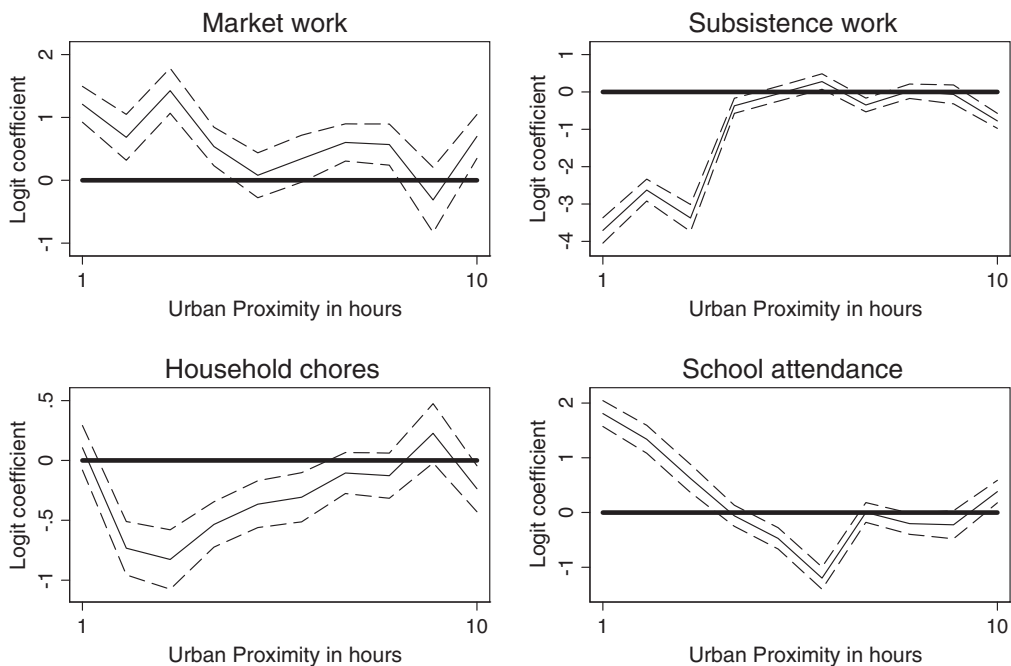 Market work
Logit coefficient
2
1
0
-1
1
10
Urban Proximity in hours
Subsistence work
Logit coefficient
1
0
-1
-2
-3
-4
1
10
Urban Proximity in hours
Household chores
Logit coefficient
.5
0
-.5
-1
1
10
Urban Proximity in hours
School attendance
Logit coefficient
2
1
0
-1
1
10
Urban Proximity in hours